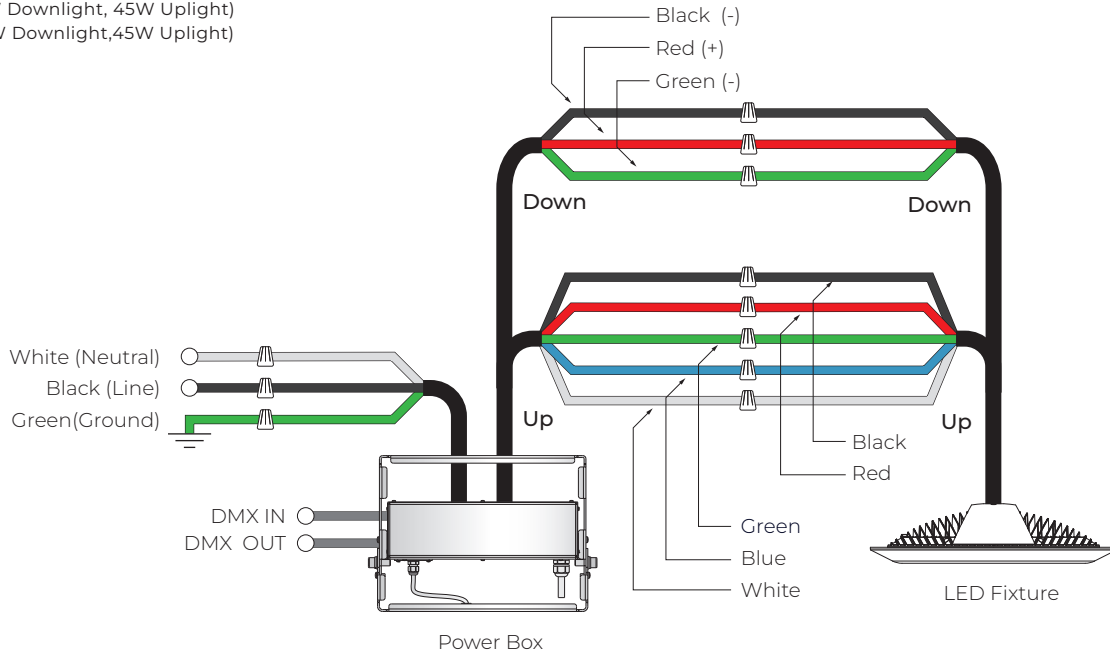 Downlight, 45W Uplight)
Downlight,45W Uplight)
Black (-)
Red (+)
Green (-)
Down
Down
White (Neutral)
Black (Line)
Green(Ground)
Up
Up
Black
Red
DMX IN
DMX OUT
Green
Blue
White
LED Fixture
Power Box